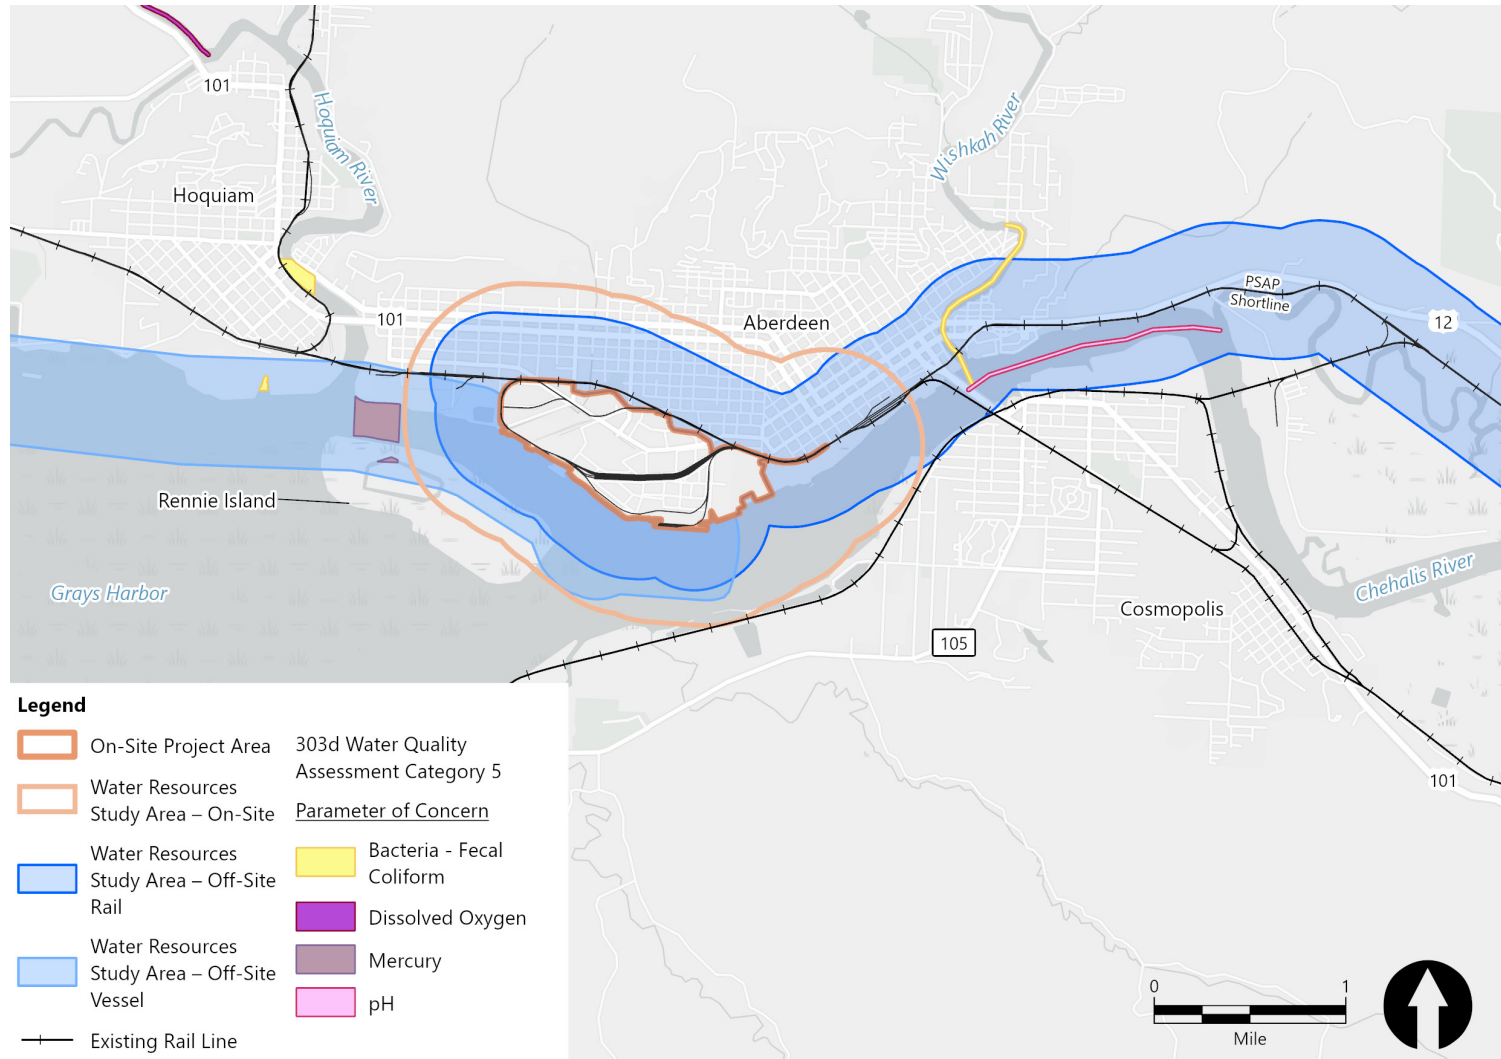 101
Hoquiam River
Wishkah River
Hoquiam
PSAP
Shortline
101
Aberdeen
12
Rennie Island
Grays Harbor
Chehalis River
Cosmopolis
105
101
Legend
On-Site Project Area
Water Resources
Study Area – On-Site
Water Resources
Study Area – Off-Site
Rail
Water Resources
Study Area – Off-Site
Vessel
Existing Rail Line
303d Water Quality
Assessment Category 5
Parameter of Concern
Bacteria - Fecal
Coliform
Dissolved Oxygen
Mercury
pH
0 1
Mile